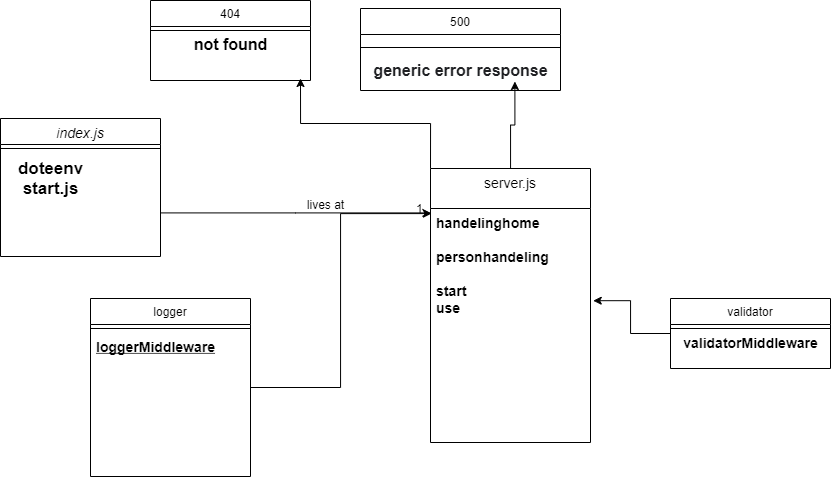 404
not found
500
generic error response
index.js
doteenv
start.js
lives at
1
server.js
handelinghome
personhandeling
start
use
logger
loggerMiddleware
validator
validatorMiddleware